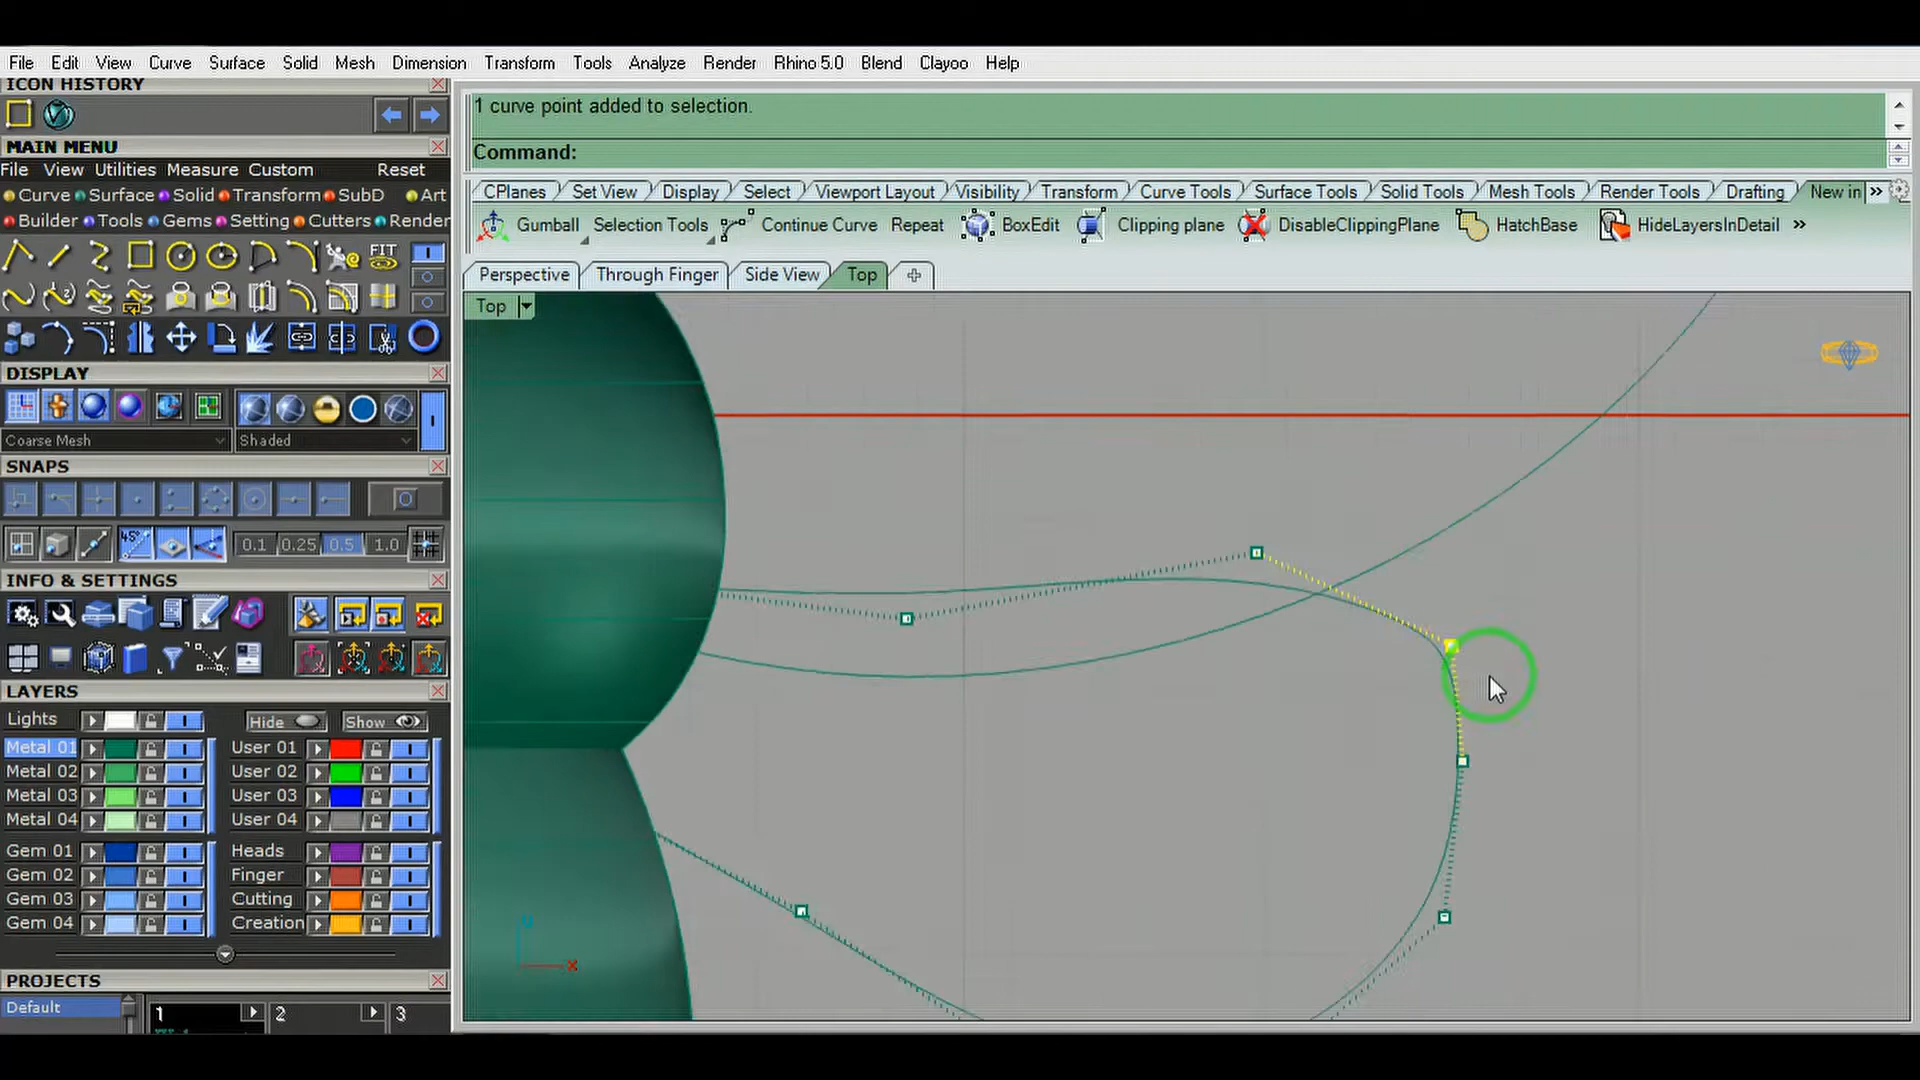 File Edit View Curve Surface Solid Mesh Dimension Transform Tools Analyze Render Rhino 5.0 Blend Clayoo Help
ICON HISTORY
1 curve point added to selection.
Command:
MAIN MENU
File View Utilities Measure Custom Reset
Curve Surface Solid Transform SubD Art
Builder Tools Gems Setting Cutters Render
CPlanes Set View Display Select Viewport Layout Visibility Transform Curve Tools Surface Tools Solid Tools Mesh Tools Render Tools Drafting New in
Gumball Selection Tools Continue Curve Repeat BoxEdit Clipping plane DisableClippingPlane HatchBase HideLayersInDetail
FIT
Perspective Through Finger Side View Top
Top
DISPLAY
Coarse Mesh Shaded
SNAPS
45° 0.1 0.25 0.5 1.0
INFO & SETTINGS
LAYERS
Lights Hide Show
Metal 01 User 01
Metal 02 User 02
Metal 03 User 03
Metal 04 User 04
Gem 01 Heads
Gem 02 Finger
Gem 03 Cutting
Gem 04 Creation
x
PROJECTS
Default 1 2 3